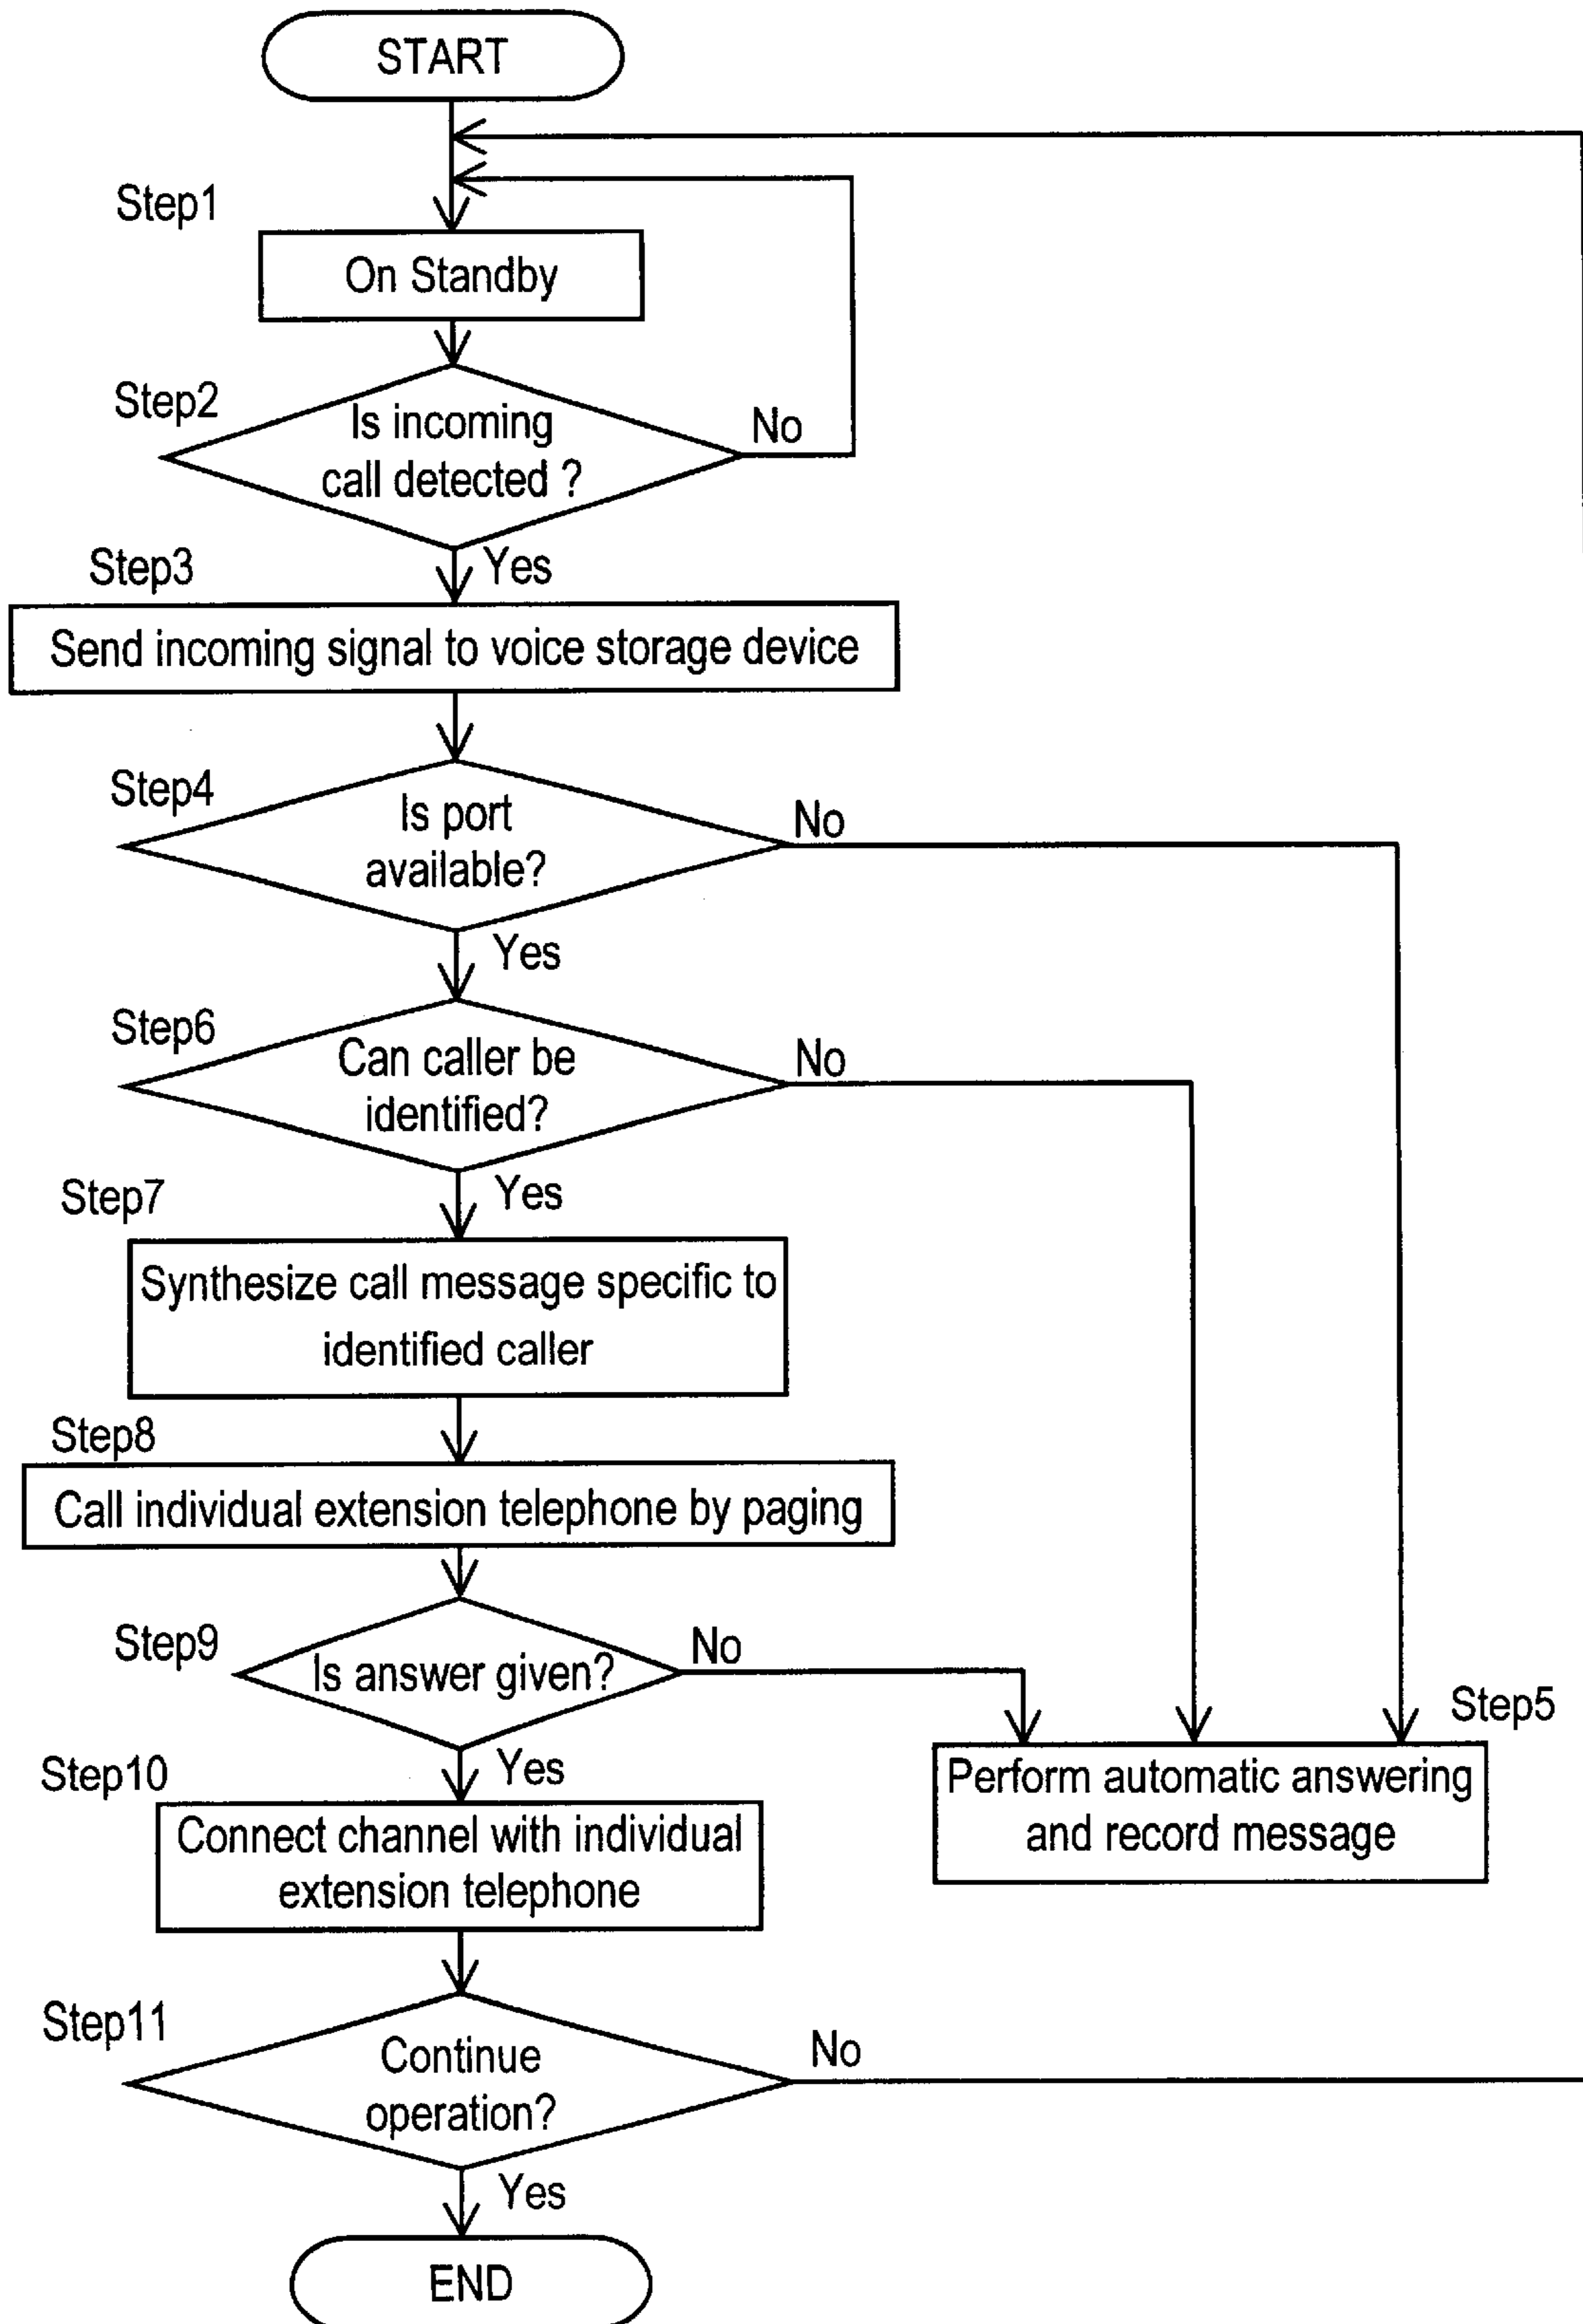 START
Step1
On Standby
Step2
Is incoming
call detected ?
No
Yes
Step3
Send incoming signal to voice storage device
Step4
Is port
available?
No
Yes
Step6
Can caller be
identified?
No
Yes
Step7
Synthesize call message specific to
identified caller
Step8
Call individual extension telephone by paging
Step9
Is answer given?
No
Yes
Step5
Perform automatic answering
and record message
Step10
Connect channel with individual
extension telephone
Step11
Continue
operation?
No
Yes
END